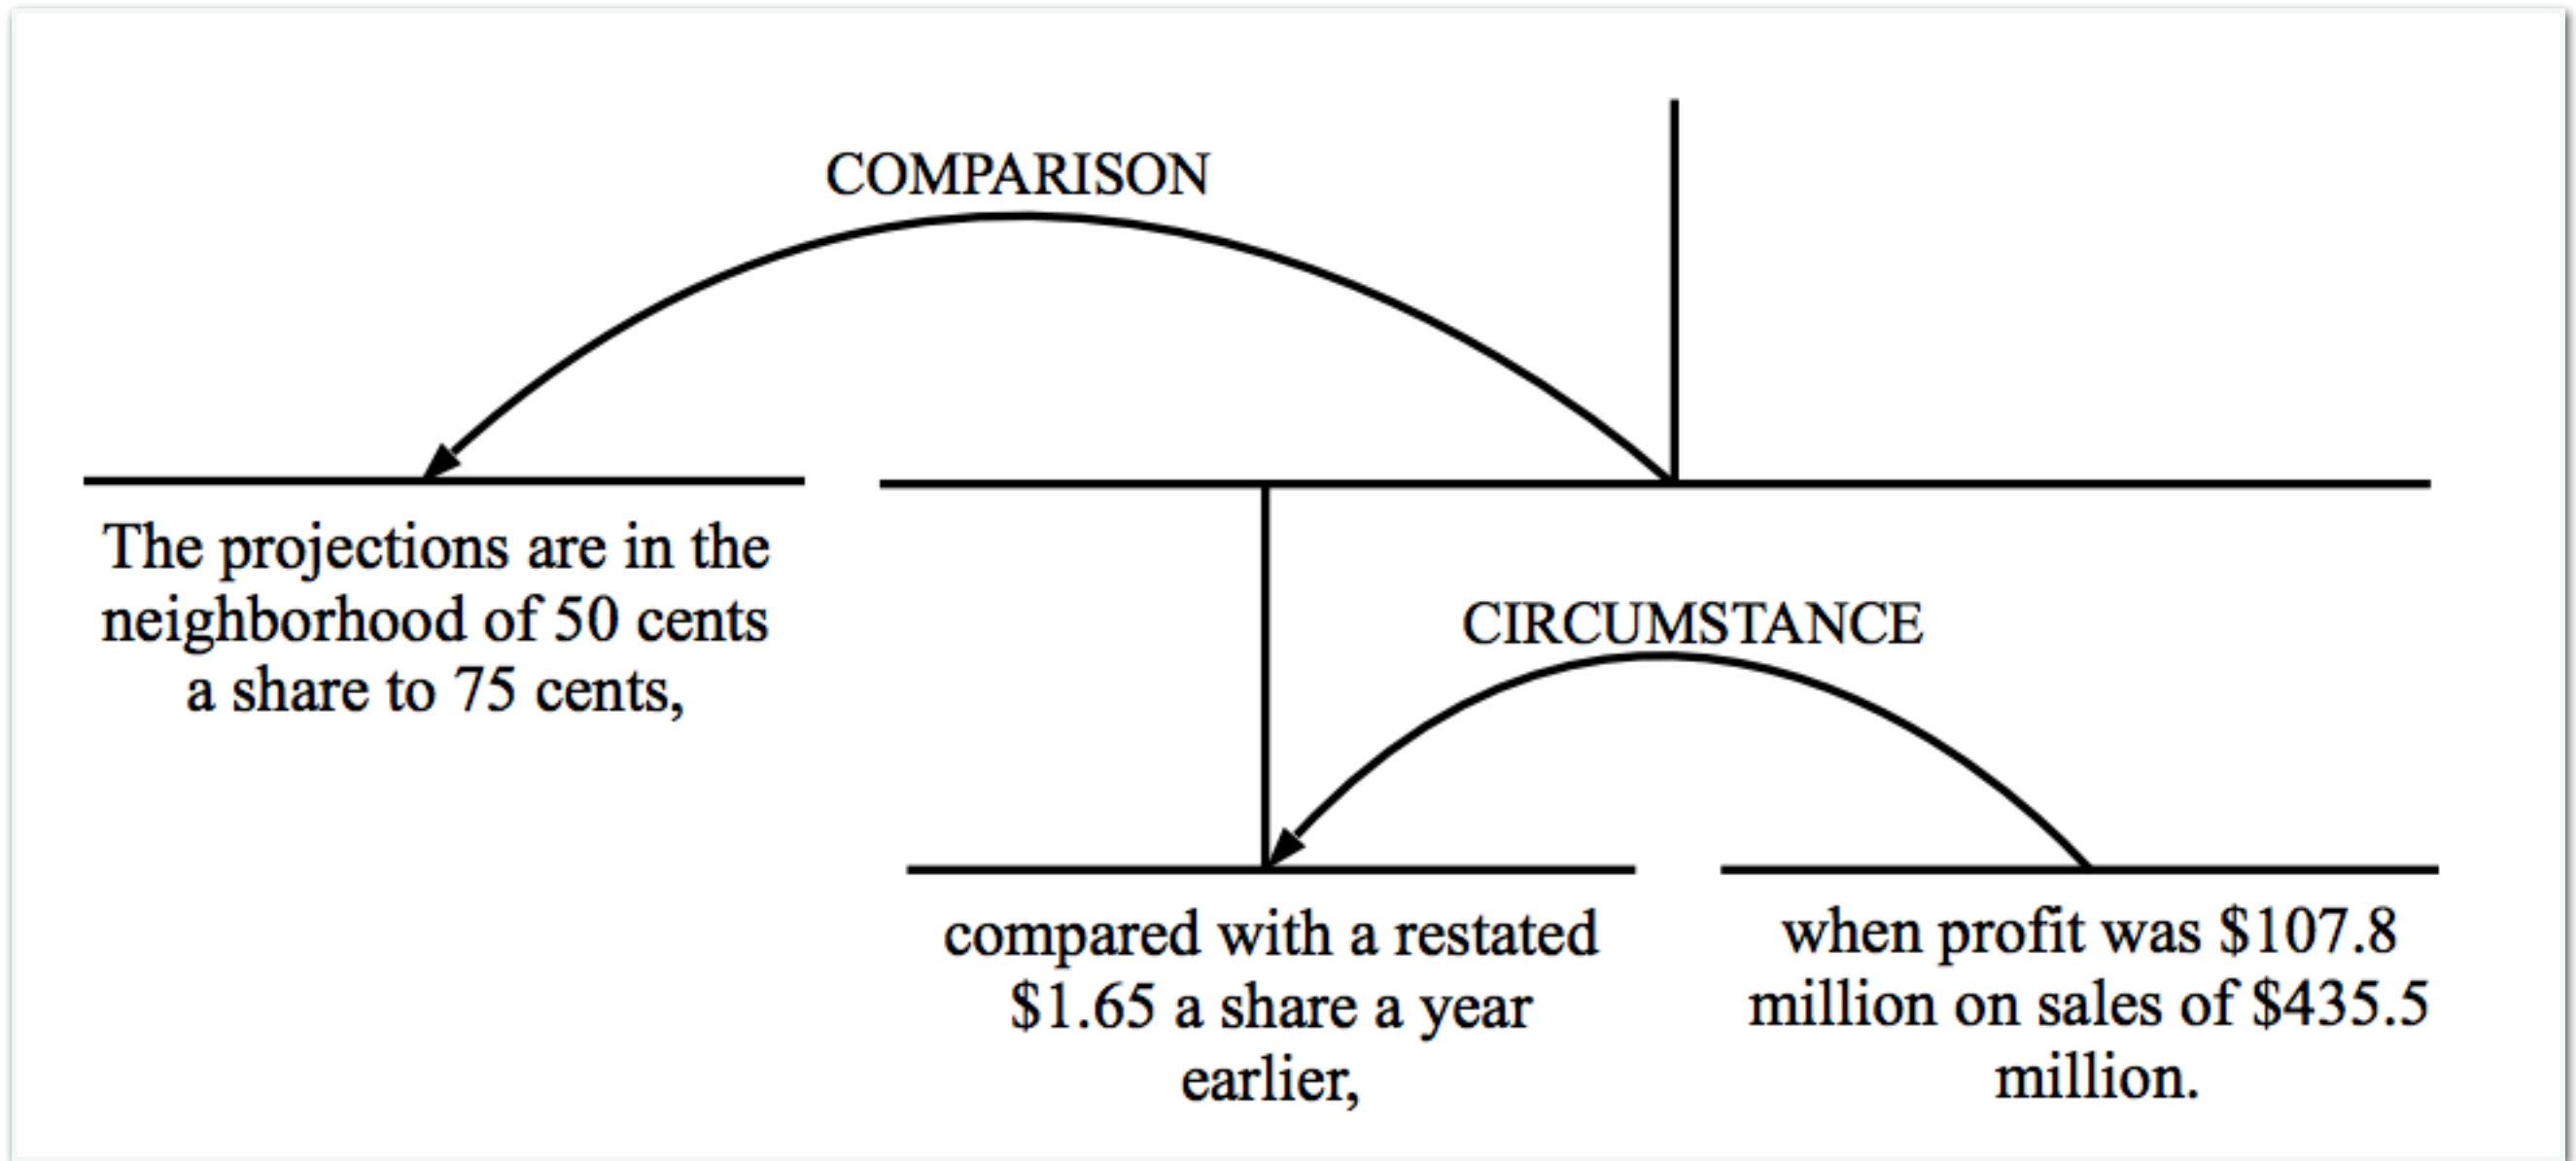 COMPARISON
The projections are in the
neighborhood of 50 cents
a share to 75 cents,
CIRCUMSTANCE
compared with a restated
$1.65 a share a year
earlier,
when profit was $107.8
million on sales of $435.5
million.